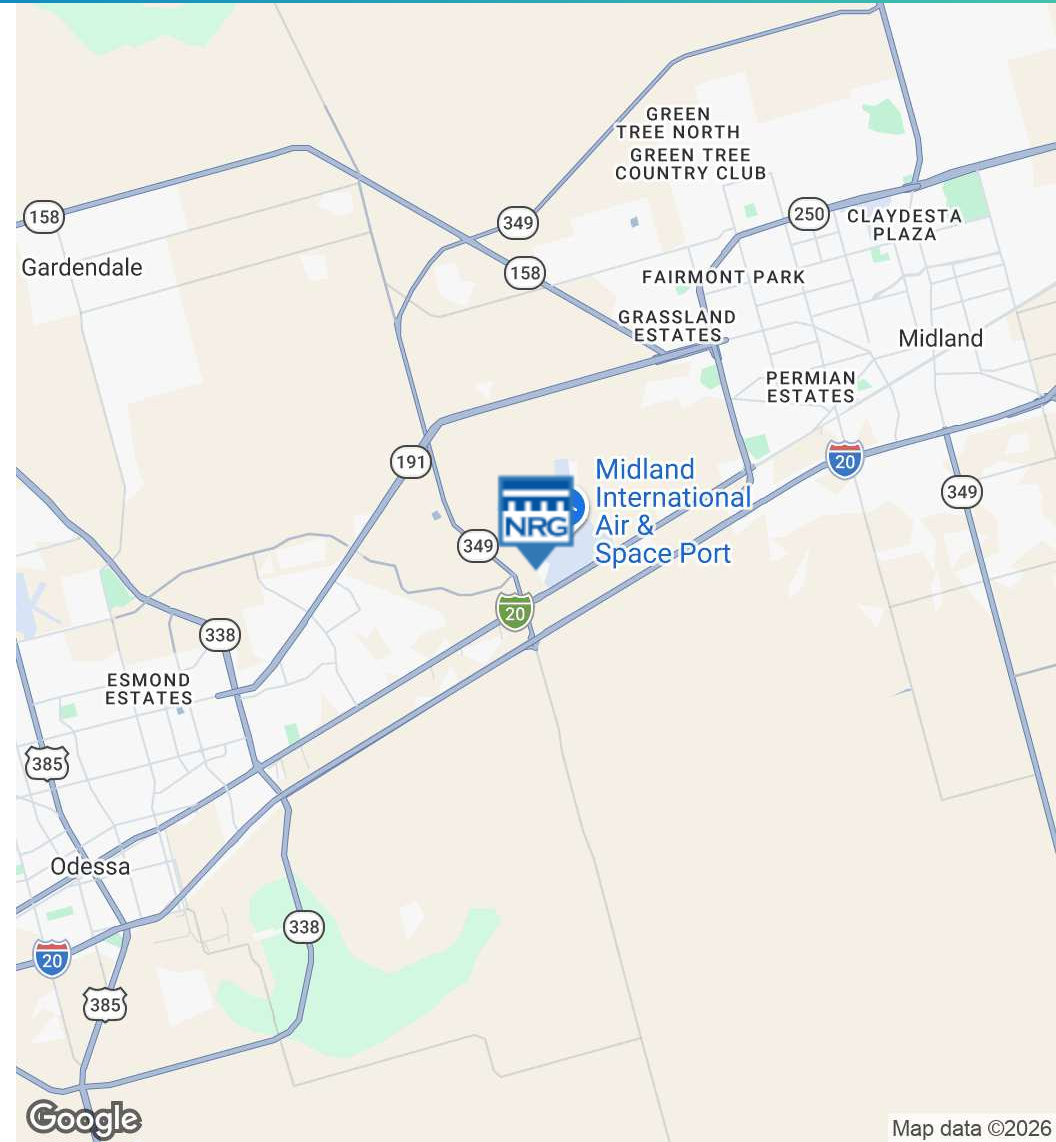 GREEN
TREE NORTH
GREEN TREE
COUNTRY CLUB
158
349
250
CLAYDESTA
PLAZA
Gardendale
158
FAIRMONT PARK
GRASSLAND
ESTATES
Midland
PERMIAN
ESTATES
191
20
Midland
International
Air &
Space Port
349
NRG
349
20
338
ESMOND
ESTATES
385
Odessa
338
20
385
Google
Map data ©2026